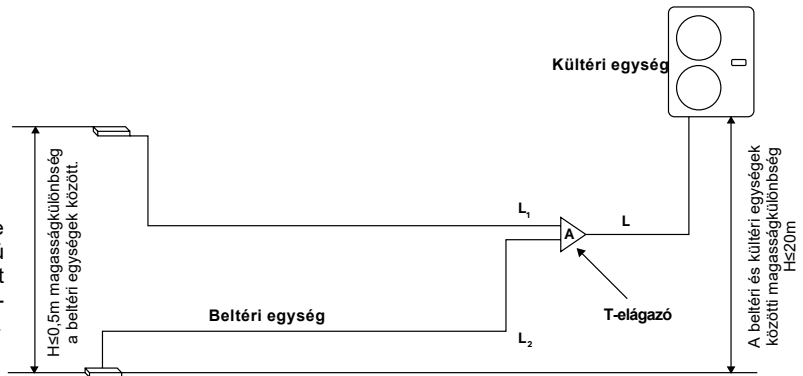 Kültéri egység
H≤0,5m magasságkülönbség
a beltéri egységek között.
L₁
A
L
Beltéri egység
L₂
T-elágazó
A beltéri és kültéri egységek
közötti magasságkülönbség
H≤20m